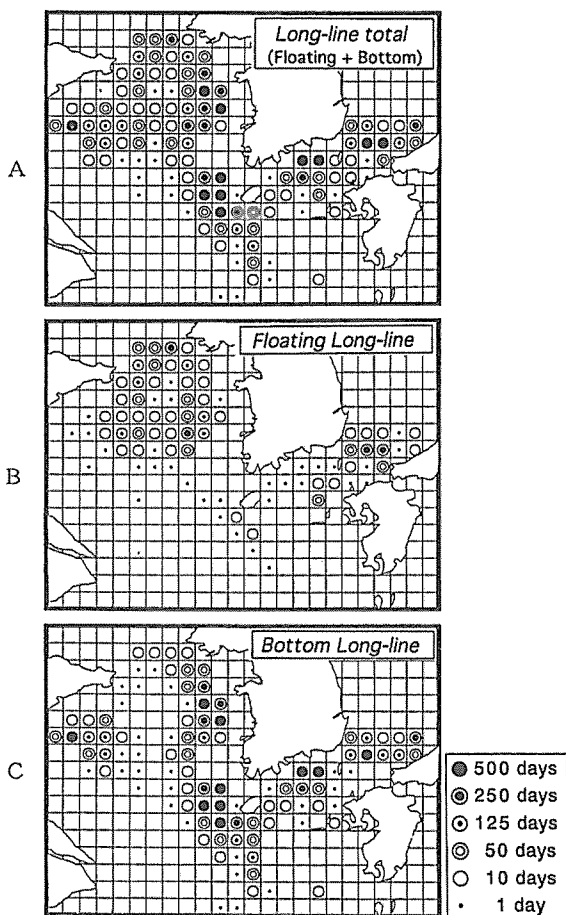 Long-line total
(Floating + Bottom)
A
Floating Long-line
B
Bottom Long-line
C
500 days
250 days
125 days
50 days
10 days
1 day